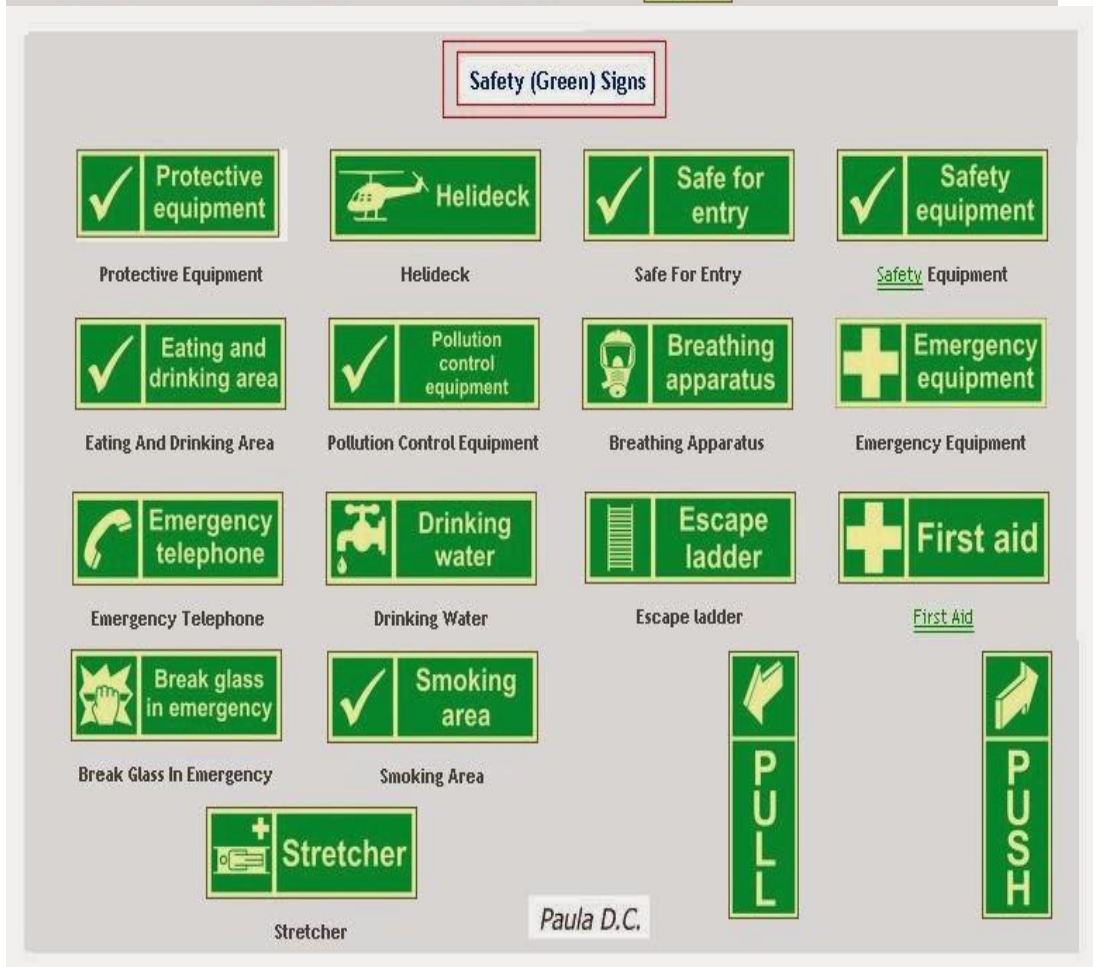 Safety (Green) Signs
Protective
equipment
Helideck
Safe for
entry
Safety
equipment
Protective Equipment
Helideck
Safe For Entry
Safety Equipment
Eating and
drinking area
Pollution
control
equipment
Breathing
apparatus
Emergency
equipment
Eating And Drinking Area
Pollution Control Equipment
Breathing Apparatus
Emergency Equipment
Emergency
telephone
Drinking
water
Escape
ladder
First aid
Emergency Telephone
Drinking Water
Escape ladder
First Aid
Break glass
in emergency
Smoking
area
PULL
PUSH
Break Glass In Emergency
Smoking Area
Stretcher
Stretcher
Paula D.C.